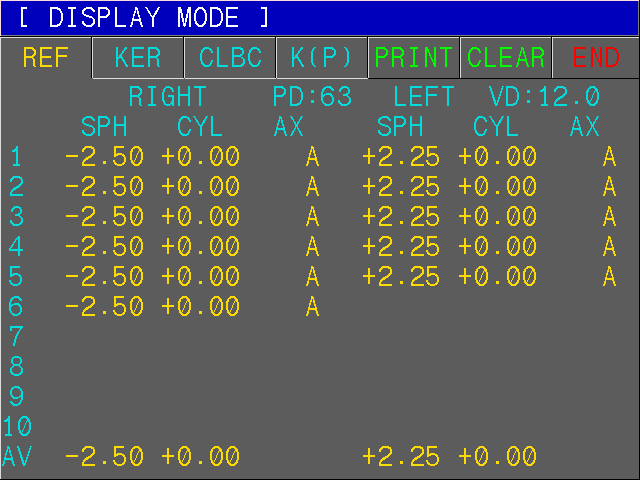 [ DISPLAY MODE ]
REF KER CLBC K(P) PRINT CLEAR END
RIGHT PD:63 LEFT VD:12.0
SPH CYL AX SPH CYL AX
1 -2.50 +0.00 A +2.25 +0.00 A
2 -2.50 +0.00 A +2.25 +0.00 A
3 -2.50 +0.00 A +2.25 +0.00 A
4 -2.50 +0.00 A +2.25 +0.00 A
5 -2.50 +0.00 A +2.25 +0.00 A
6 -2.50 +0.00 A
7
8
9
10
AV -2.50 +0.00 +2.25 +0.00